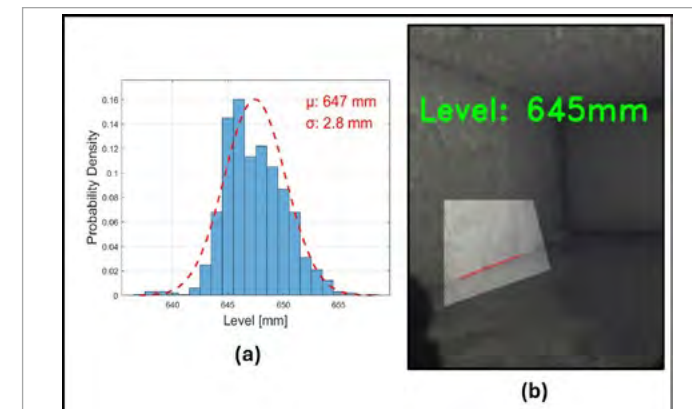 μ: 647 mm
σ: 2.8 mm
0.16
0.14
0.12
0.1
0.08
0.06
0.04
0.02
0
640
645
650
655
Probability Density
Level [mm]
(a)
Level: 645mm
(b)